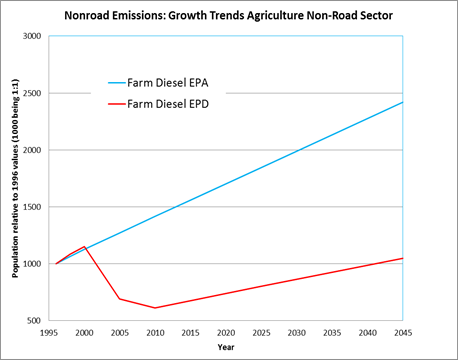 Nonroad Emissions: Growth Trends Agriculture Non-Road Sector
Population relative to 1996 values (1000 being 1:1)
3000
2500
2000
1500
1000
500
Farm Diesel EPA
Farm Diesel EPD
1995 2000 2005 2010 2015 2020 2025 2030 2035 2040 2045
Year